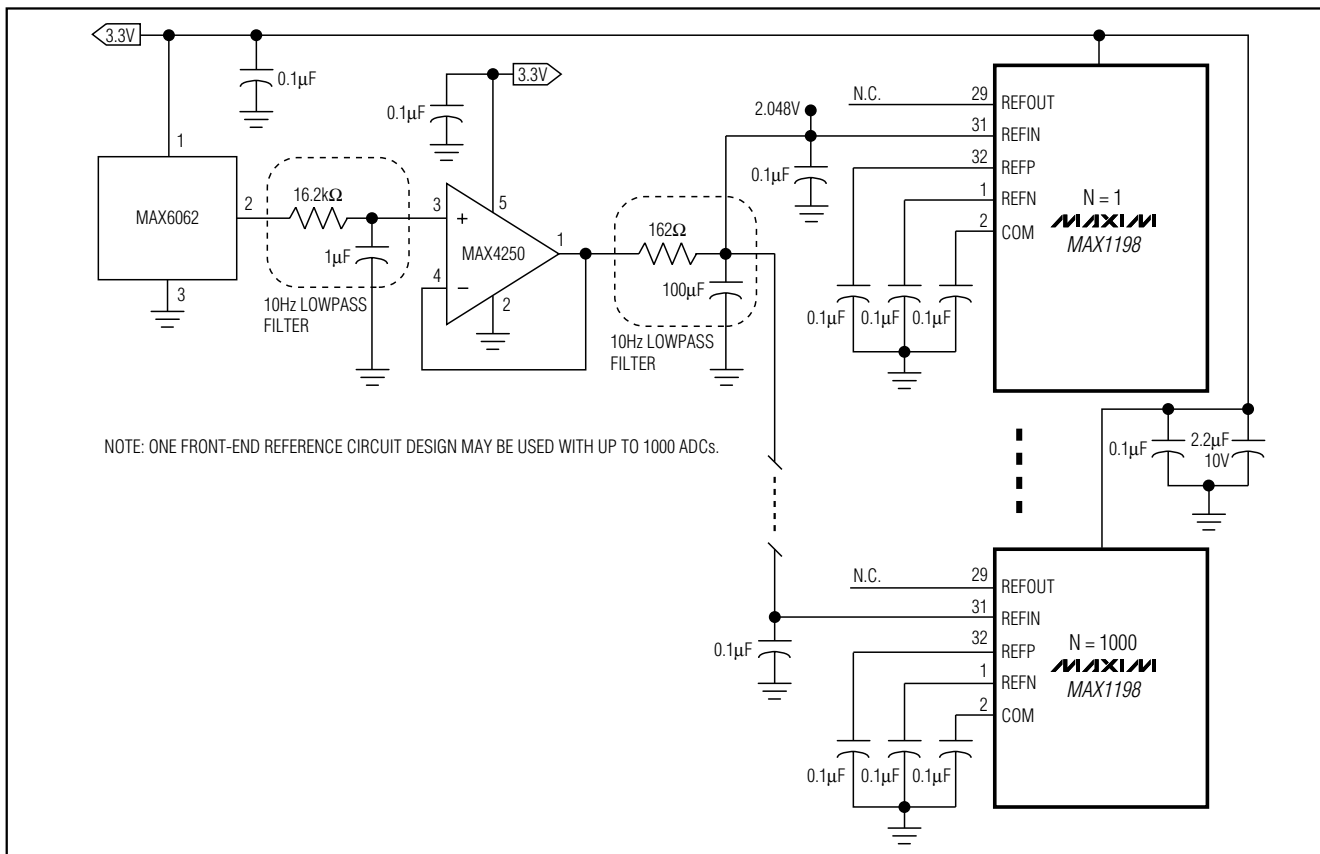 3.3V
0.1µF
3.3V
0.1µF
1
MAX6062
2
3
16.2kΩ
1µF
10Hz LOWPASS
FILTER
3
+
4
−
5
1
2
MAX4250
162Ω
100µF
10Hz LOWPASS
FILTER
2.048V
0.1µF
N.C.
29
REFOUT
31
REFIN
32
REFP
1
REFN
2
COM
N = 1
MAXIM
MAX1198
0.1µF
0.1µF
0.1µF
NOTE: ONE FRONT-END REFERENCE CIRCUIT DESIGN MAY BE USED WITH UP TO 1000 ADCs.
0.1µF
2.2µF
10V
N.C.
29
REFOUT
31
REFIN
32
REFP
1
REFN
2
COM
N = 1000
MAXIM
MAX1198
0.1µF
0.1µF
0.1µF
0.1µF